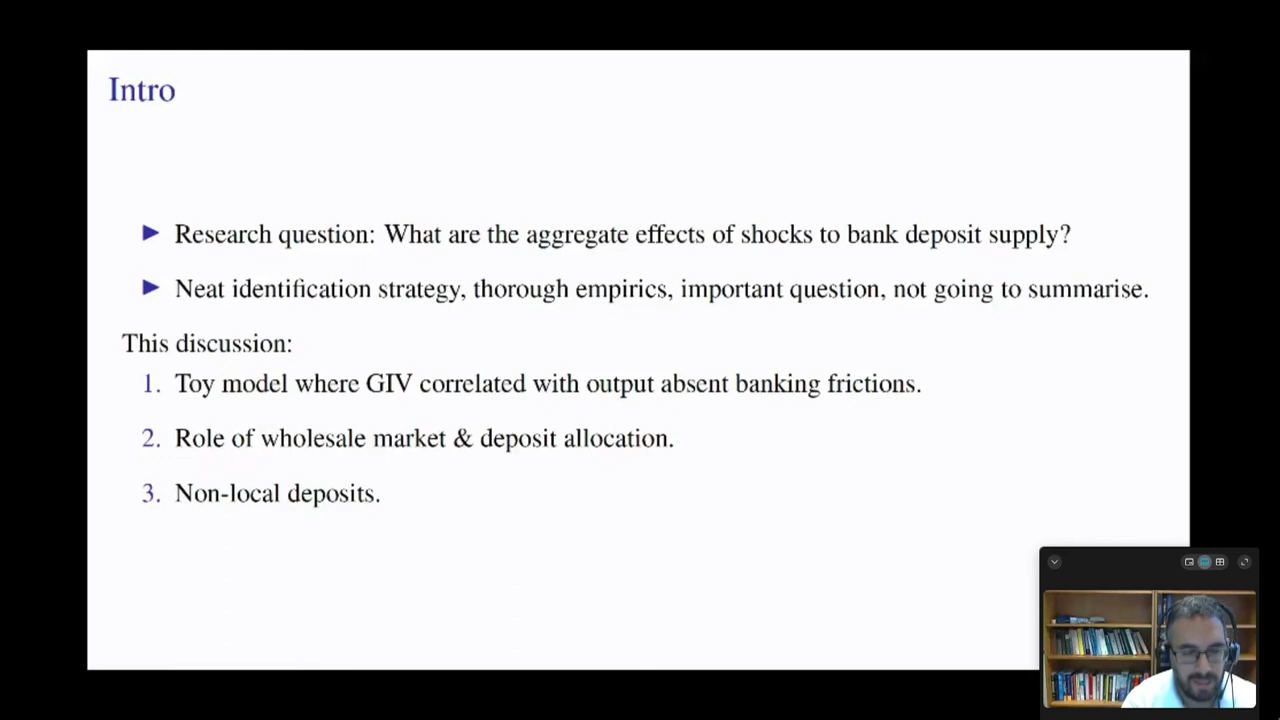 Intro
► Research question: What are the aggregate effects of shocks to bank deposit supply?
► Neat identification strategy, thorough empirics, important question, not going to summarise.
This discussion:
1. Toy model where GIV correlated with output absent banking frictions.
2. Role of wholesale market & deposit allocation.
3. Non-local deposits.